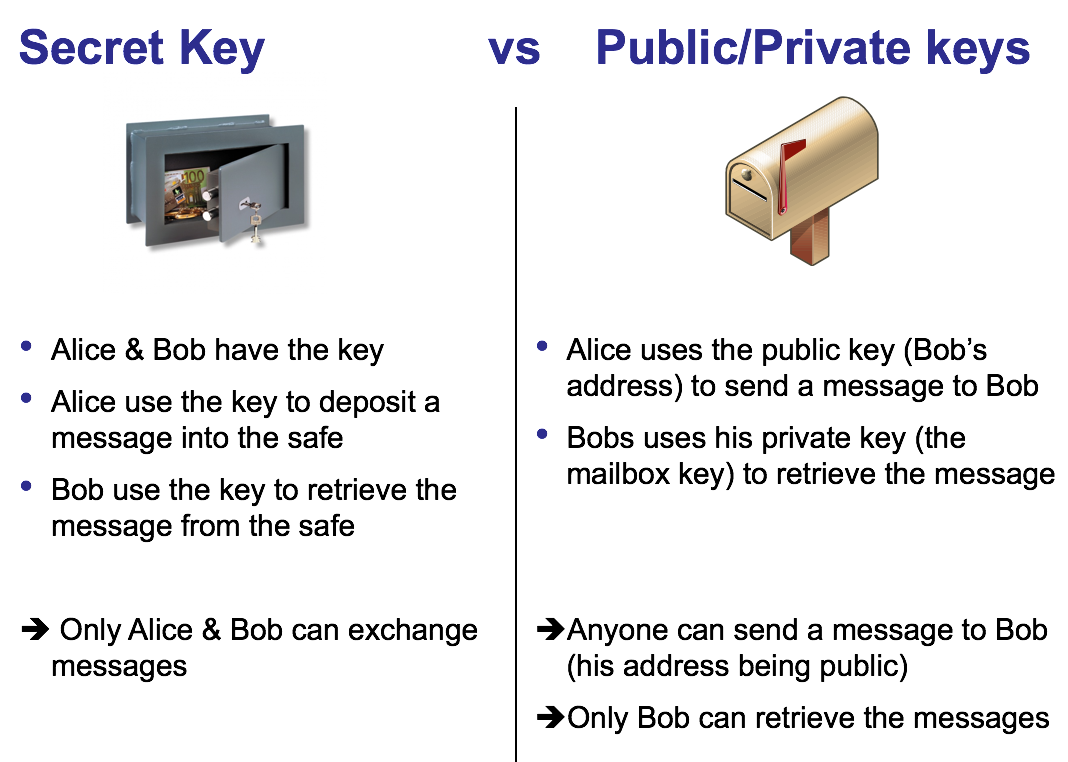 Secret Key vs Public/Private keys
100
• Alice & Bob have the key
• Alice use the key to deposit a
message into the safe
• Bob use the key to retrieve the
message from the safe
➔ Only Alice & Bob can exchange
messages
• Alice uses the public key (Bob’s
address) to send a message to Bob
• Bobs uses his private key (the
mailbox key) to retrieve the message
➔Anyone can send a message to Bob
(his address being public)
➔Only Bob can retrieve the messages